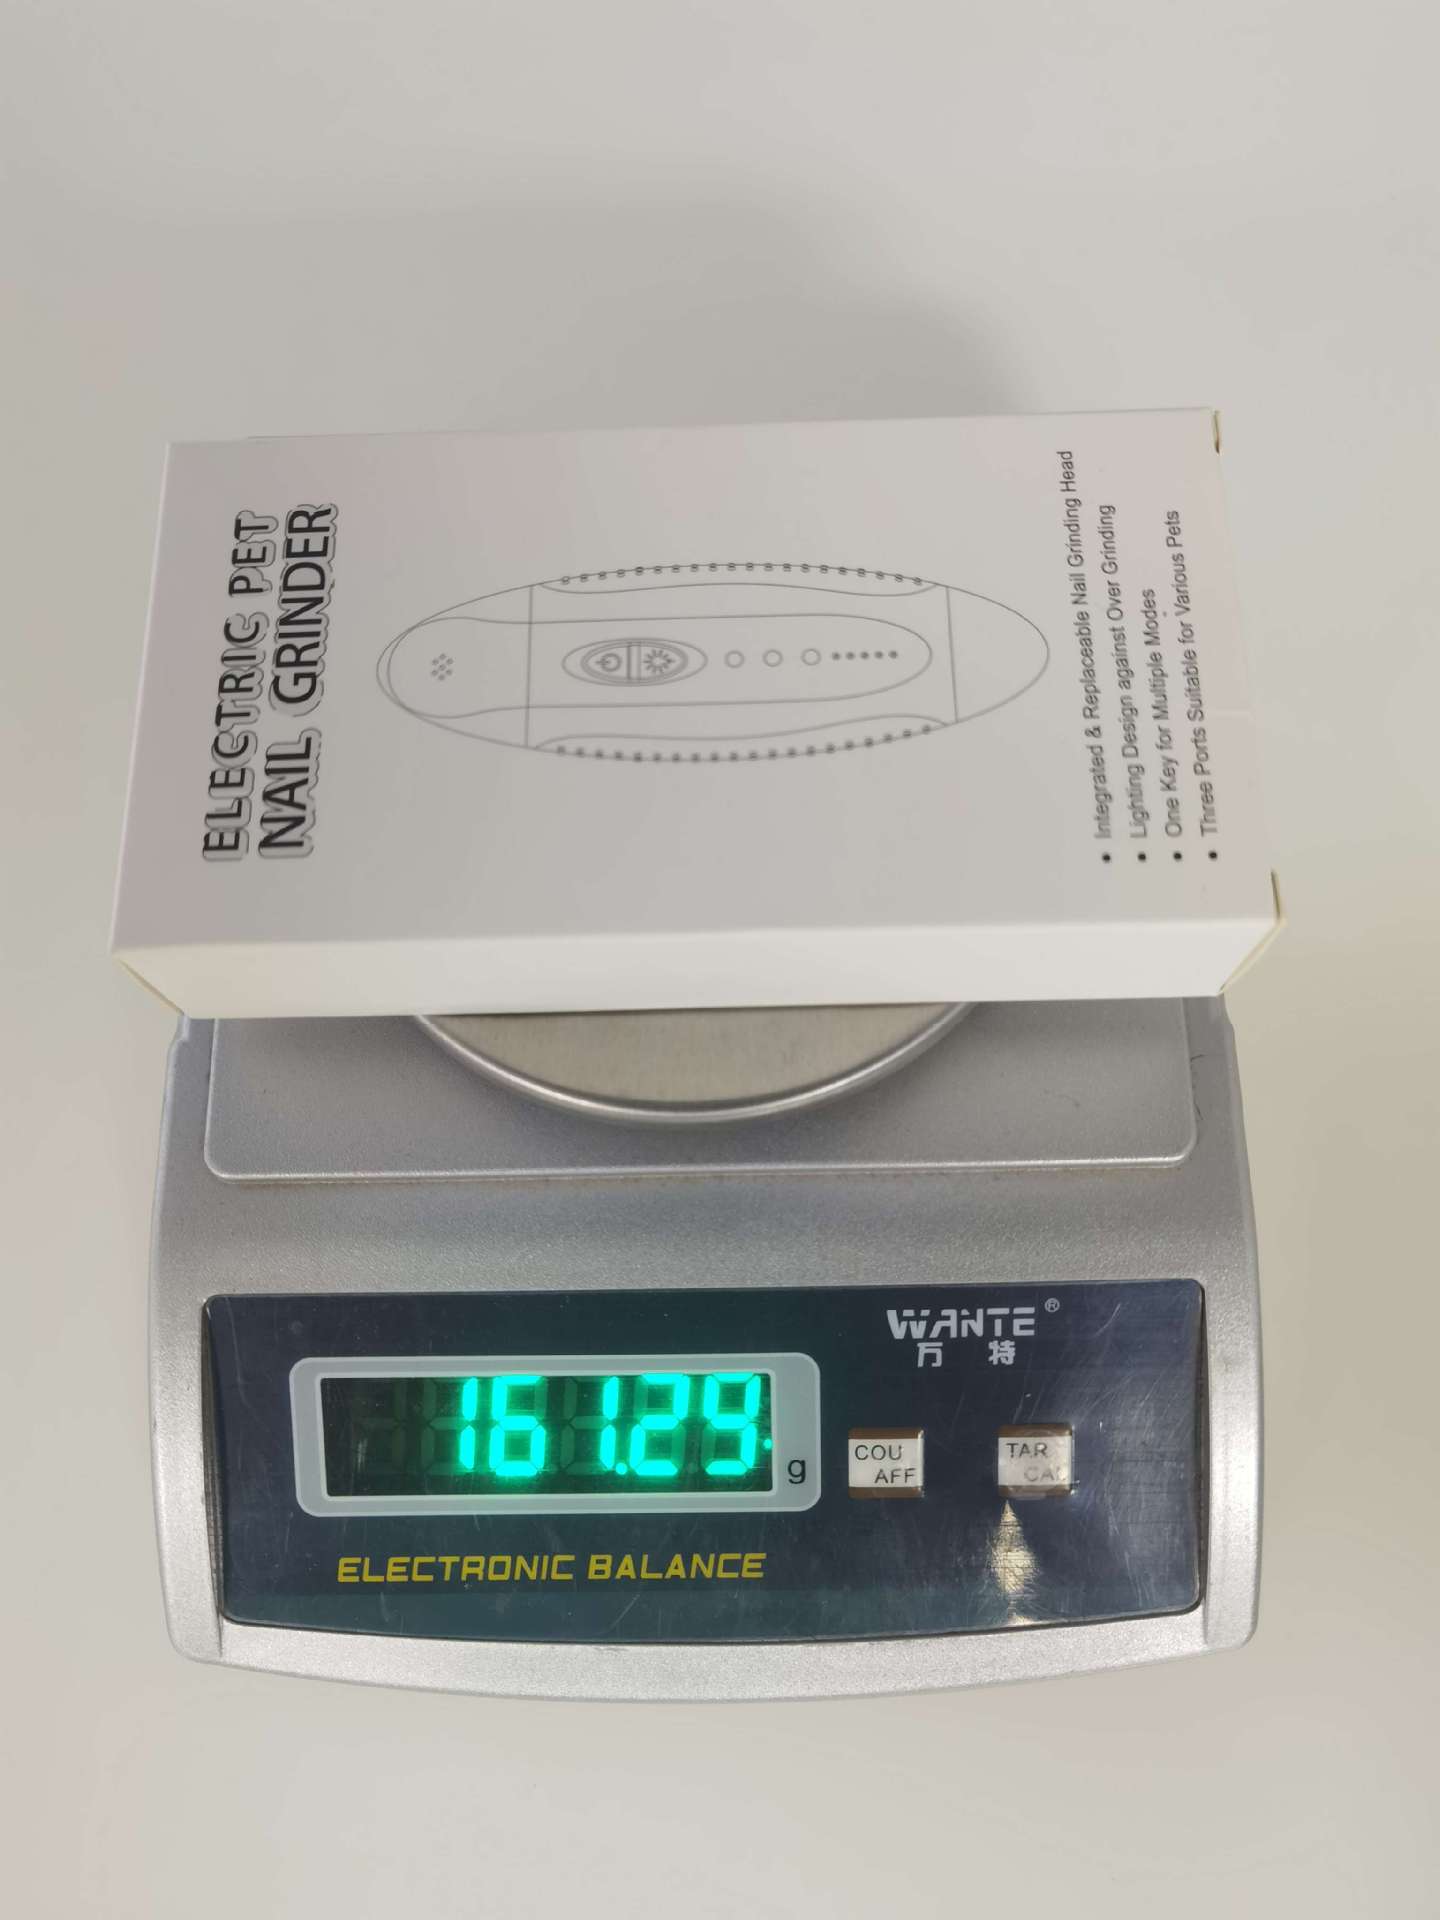 ELECTRIC PET
NAIL GRINDER
• Integrated & Replaceable Nail Grinding Head
• Lighting Design against Over Grinding
• One Key for Multiple Modes
• Three Ports Suitable for Various Pets
WANTE®
万特
161.29
g
COU
AFF
TAR
CAL
ELECTRONIC BALANCE